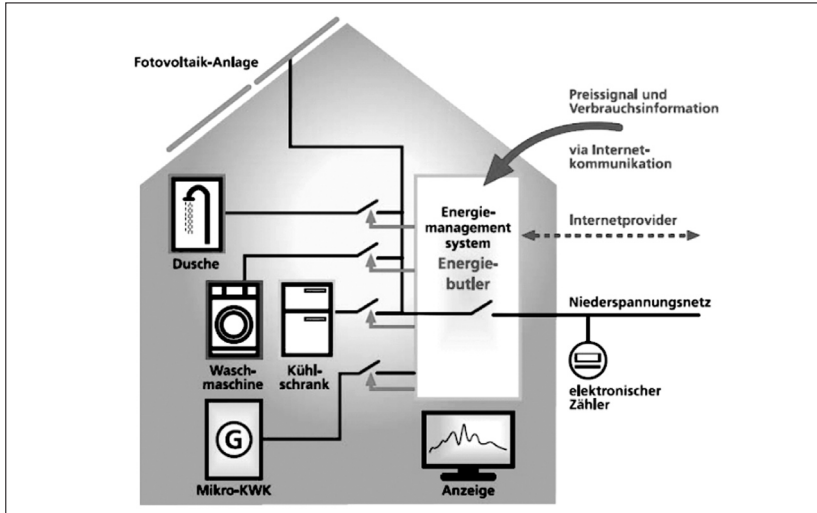 Fotovoltaik-Anlage
Preissignal und
Verbrauchsinformation
via Internet-
kommunikation
Dusche
Energie-
management
system
Energie-
butler
Internetprovider
Niederspannungsnetz
Wasch-
maschine
Kühl-
schrank
elektronischer
Zähler
G
Mikro-KWK
Anzeige